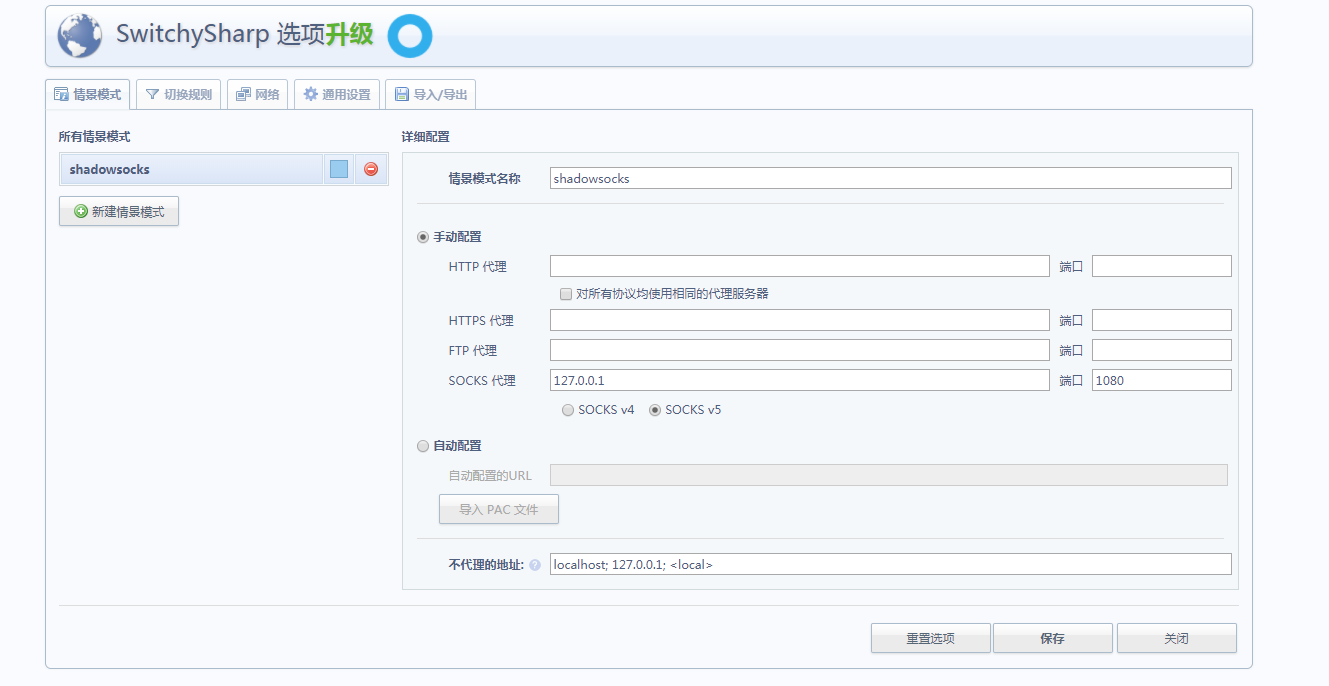 SwitchySharp 选项升级
情景模式 切换规则 网络 通用设置 导入/导出
所有情景模式
shadowsocks
新建情景模式
详细配置
情景模式名称 shadowsocks
手动配置
HTTP 代理 端口
对所有协议均使用相同的代理服务器
HTTPS 代理 端口
FTP 代理 端口
SOCKS 代理 127.0.0.1 端口 1080
SOCKS v4 SOCKS v5
自动配置
自动配置的URL
导入 PAC 文件
不代理的地址: ? localhost; 127.0.0.1; <local>
重置选项 保存 关闭